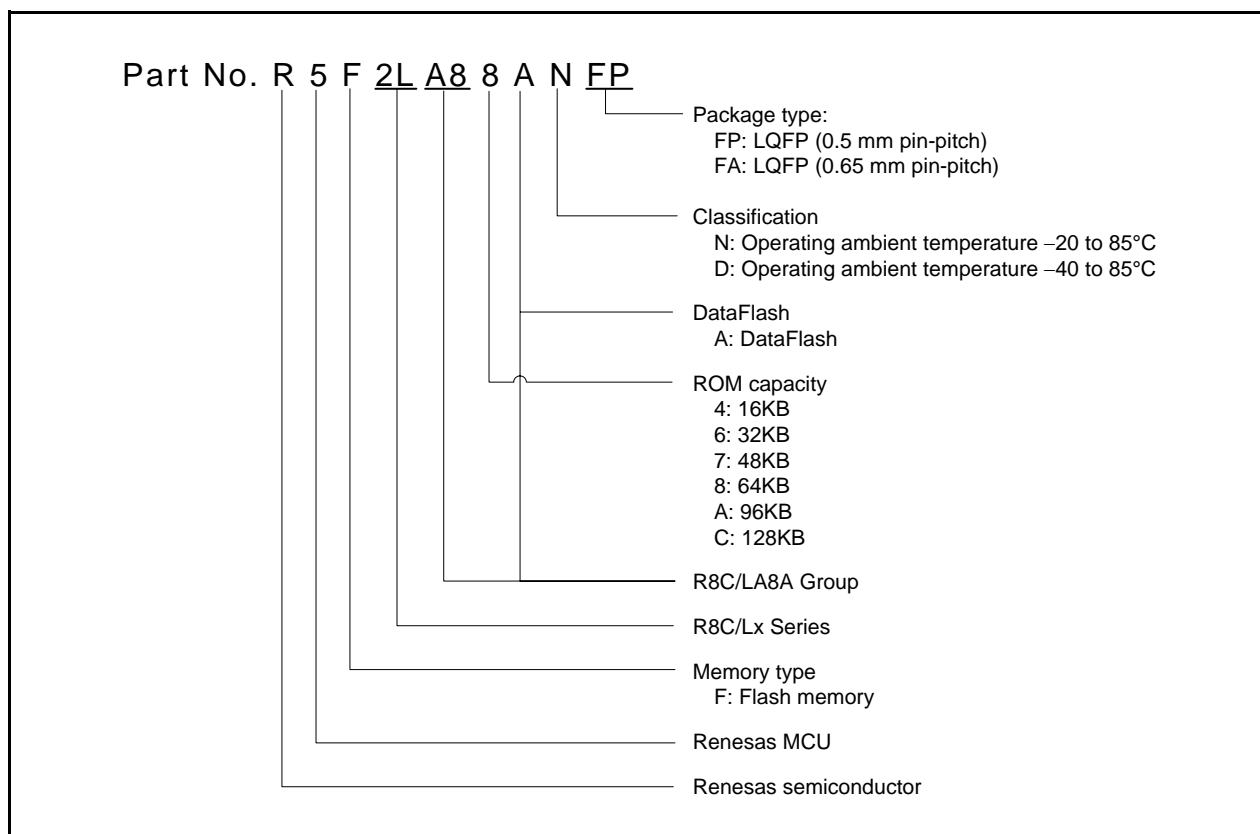 Part No. R 5 F 2L A8 8 A N FP
Package type:
FP: LQFP (0.5 mm pin-pitch)
FA: LQFP (0.65 mm pin-pitch)
Classification
N: Operating ambient temperature −20 to 85°C
D: Operating ambient temperature −40 to 85°C
DataFlash
A: DataFlash
ROM capacity
4: 16KB
6: 32KB
7: 48KB
8: 64KB
A: 96KB
C: 128KB
R8C/LA8A Group
R8C/Lx Series
Memory type
F: Flash memory
Renesas MCU
Renesas semiconductor